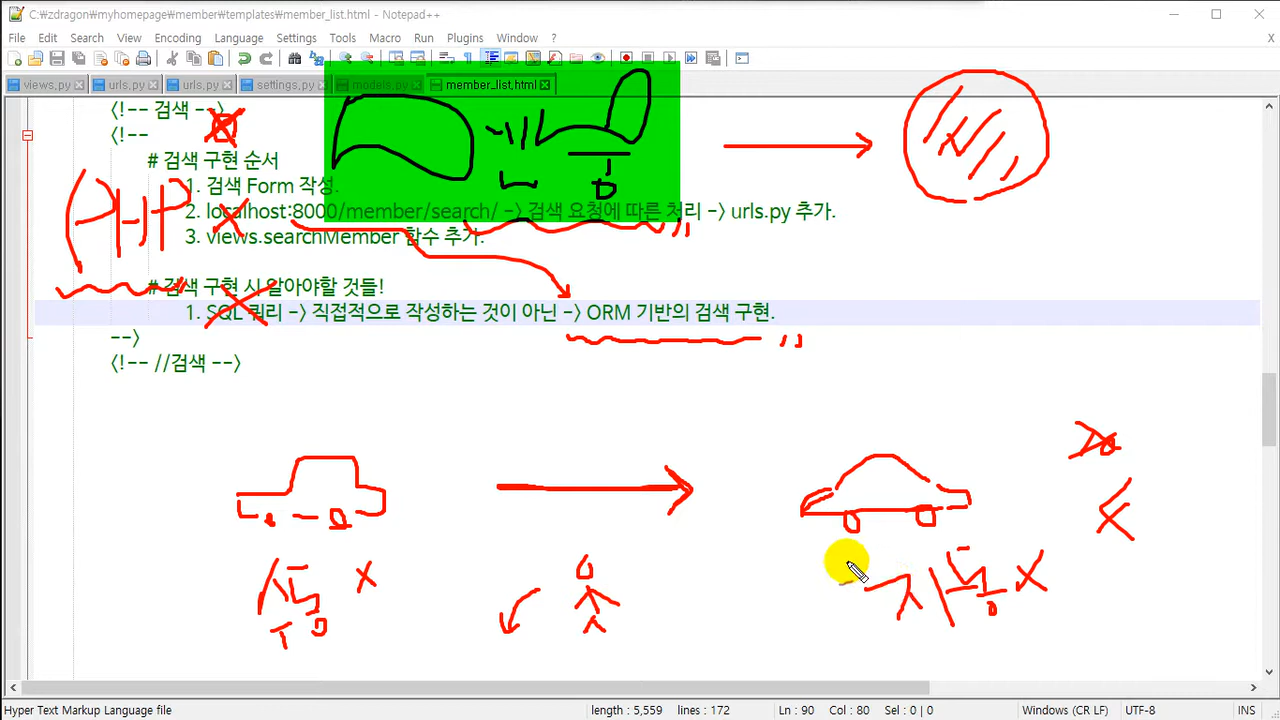 C:\zdragon\myhomepage\member\templates\member_list.html - Notepad++
File Edit Search View Encoding Language Settings Tools Macro Run Plugins Window ?
X
views.py urls.py urls.py settings.py models.py member_list.html
<!-- 검색 -->
<!--
# 검색 구현 순서
1. 검색 Form 작성.
2. localhost:8000/member/search/ -> 검색 요청에 따른 처리 -> urls.py 추가.
3. views.searchMember 함수 추가.
PHP
# 검색 구현 시 알아야할 것들!
1. SQL 쿼리 -> 직접적으로 작성하는 것이 아닌 -> ORM 기반의 검색 구현.
-->
<!-- //검색 -->
Hyper Text Markup Language file length : 5,559 lines : 172 Ln : 90 Col : 80 Sel : 0 | 0 Windows (CR LF) UTF-8 INS